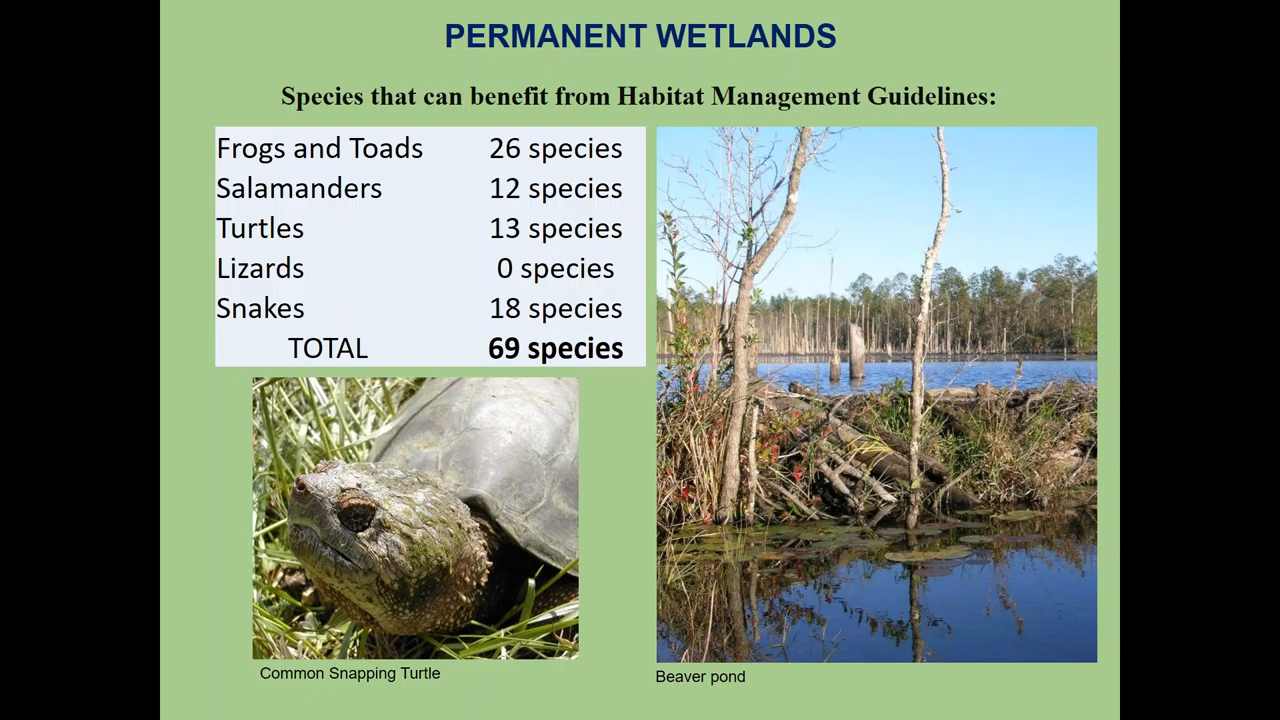 PERMANENT WETLANDS
Species that can benefit from Habitat Management Guidelines:
Frogs and Toads 26 species
Salamanders 12 species
Turtles 13 species
Lizards 0 species
Snakes 18 species
TOTAL 69 species
Common Snapping Turtle
Beaver pond